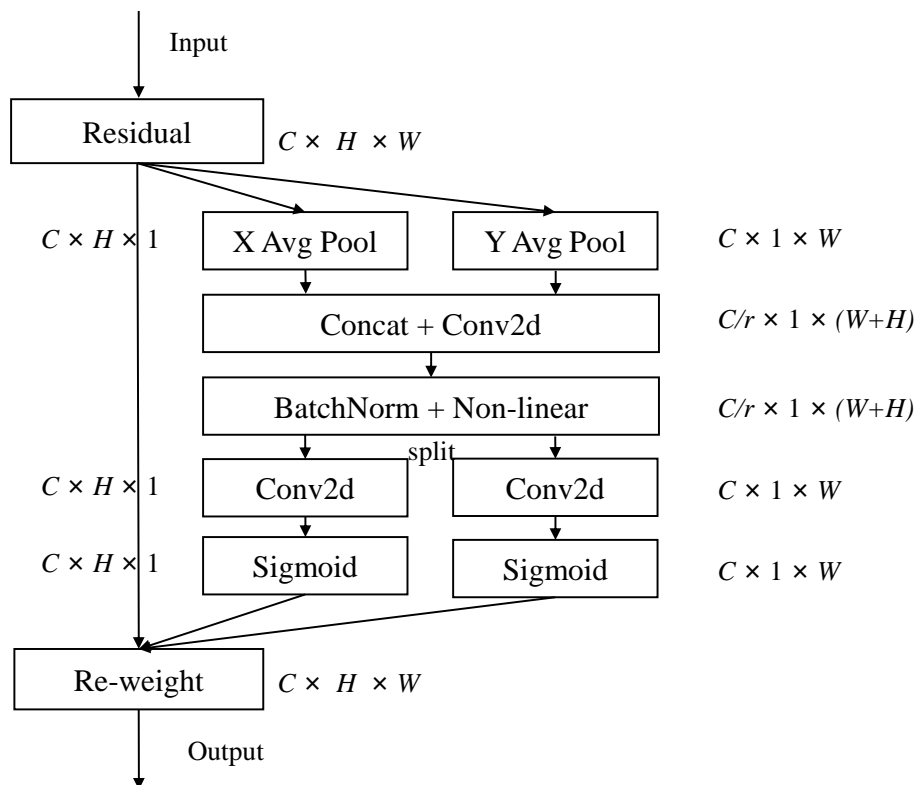 Input
Residual
C × H × W
C × H × 1
X Avg Pool
Y Avg Pool
C × 1 × W
Concat + Conv2d
C/r × 1 × (W+H)
BatchNorm + Non-linear
C/r × 1 × (W+H)
split
C × H × 1
Conv2d
Conv2d
C × 1 × W
C × H × 1
Sigmoid
Sigmoid
C × 1 × W
Re-weight
C × H × W
Output